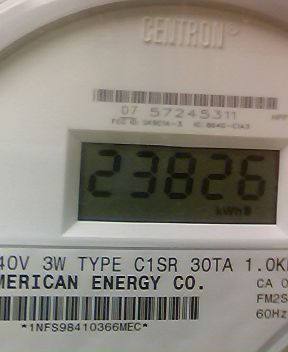 CENTRON®
07 57245311
23826
kWh
40V 3W TYPE C1SR 30TA 1.0K
MERICAN ENERGY CO.
CA 0
FM2S
60Hz
*1NFS98410366MEC*